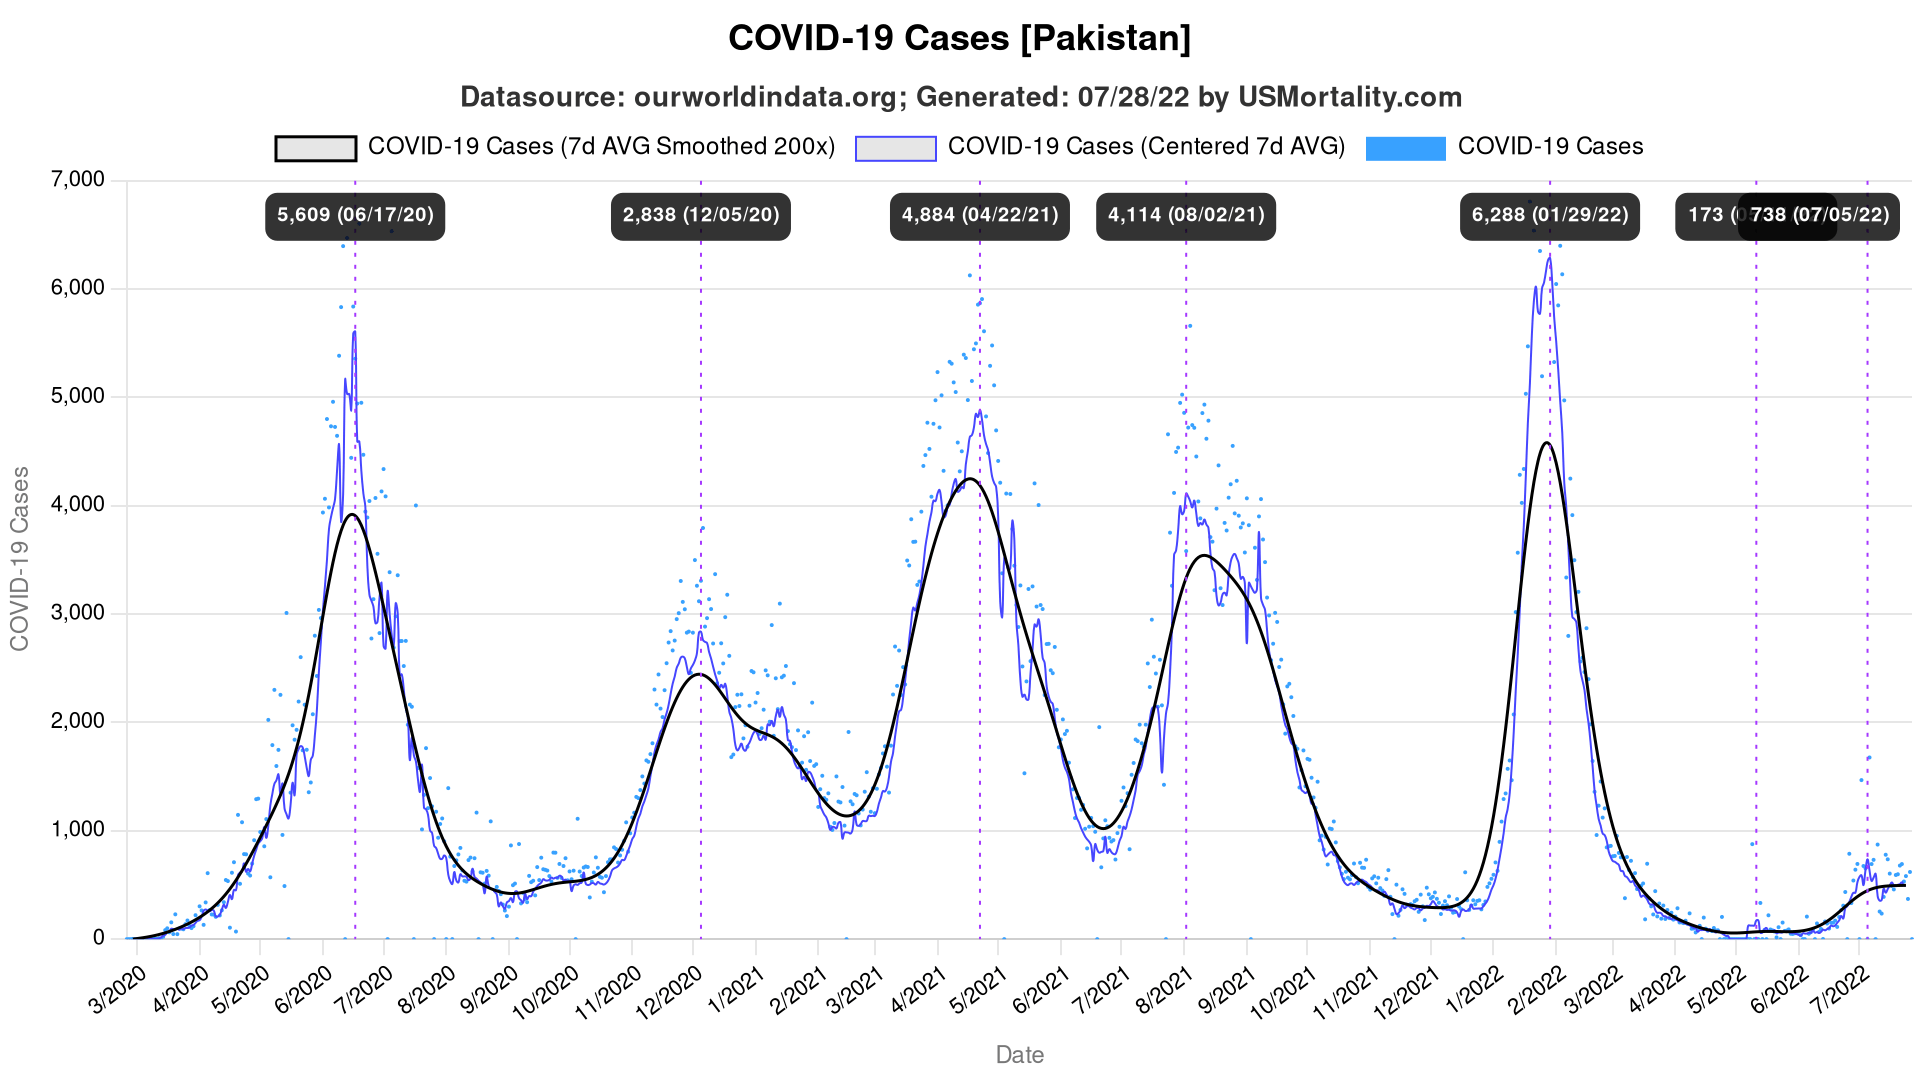 COVID-19 Cases [Pakistan]
Datasource: ourworldindata.org; Generated: 07/28/22 by USMortality.com
COVID-19 Cases (7d AVG Smoothed 200x) COVID-19 Cases (Centered 7d AVG) COVID-19 Cases
7,000
5,609 (06/17/20) 2,838 (12/05/20) 4,884 (04/22/21) 4,114 (08/02/21) 6,288 (01/29/22) 173 738 (07/05/22)
6,000
5,000
4,000
3,000
2,000
1,000
0
COVID-19 Cases
3/2020 4/2020 5/2020 6/2020 7/2020 8/2020 9/2020 10/2020 11/2020 12/2020 1/2021 2/2021 3/2021 4/2021 5/2021 6/2021 7/2021 8/2021 9/2021 10/2021 11/2021 12/2021 1/2022 2/2022 3/2022 4/2022 5/2022 6/2022 7/2022
Date